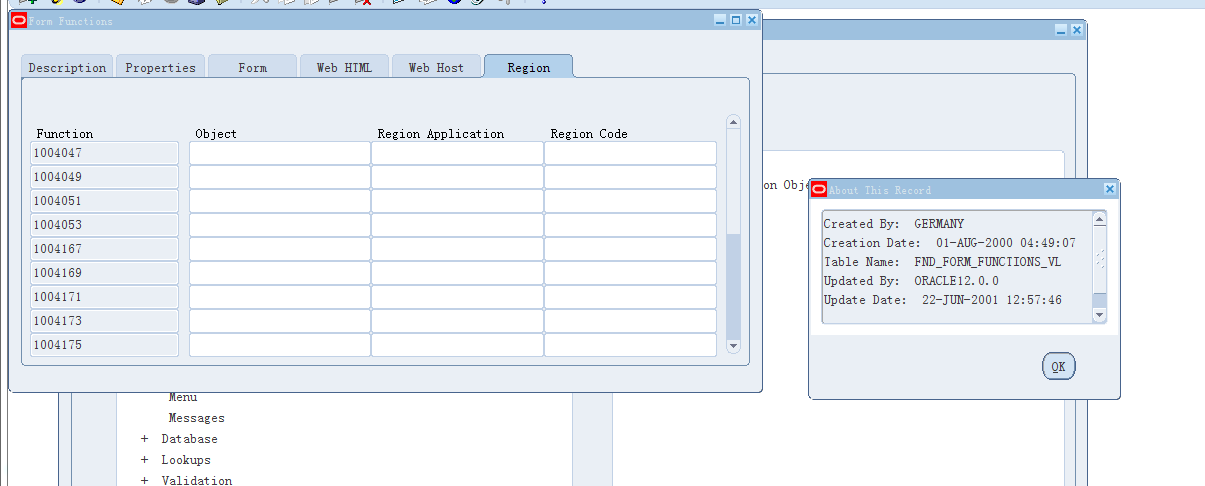 Form Functions
Description Properties Form Web HTML Web Host Region
Function Object Region Application Region Code
1004047
1004049
1004051
1004053
1004167
1004169
1004171
1004173
1004175
on Obje
About This Record
Created By: GERMANY
Creation Date: 01-AUG-2000 04:49:07
Table Name: FND_FORM_FUNCTIONS_VL
Updated By: ORACLE12.0.0
Update Date: 22-JUN-2001 12:57:46
OK
Menu
Messages
+ Database
+ Lookups
+ Validation